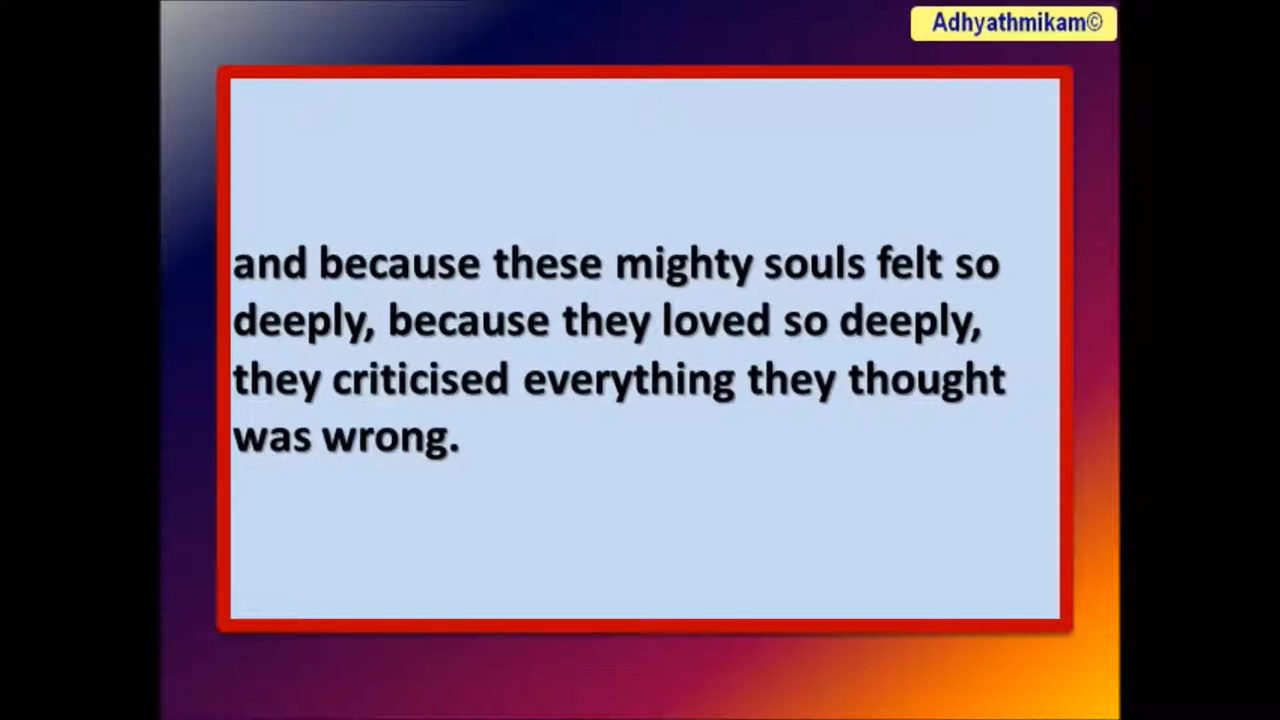 Adhyathmikam©
and because these mighty souls felt so
deeply, because they loved so deeply,
they criticised everything they thought
was wrong.